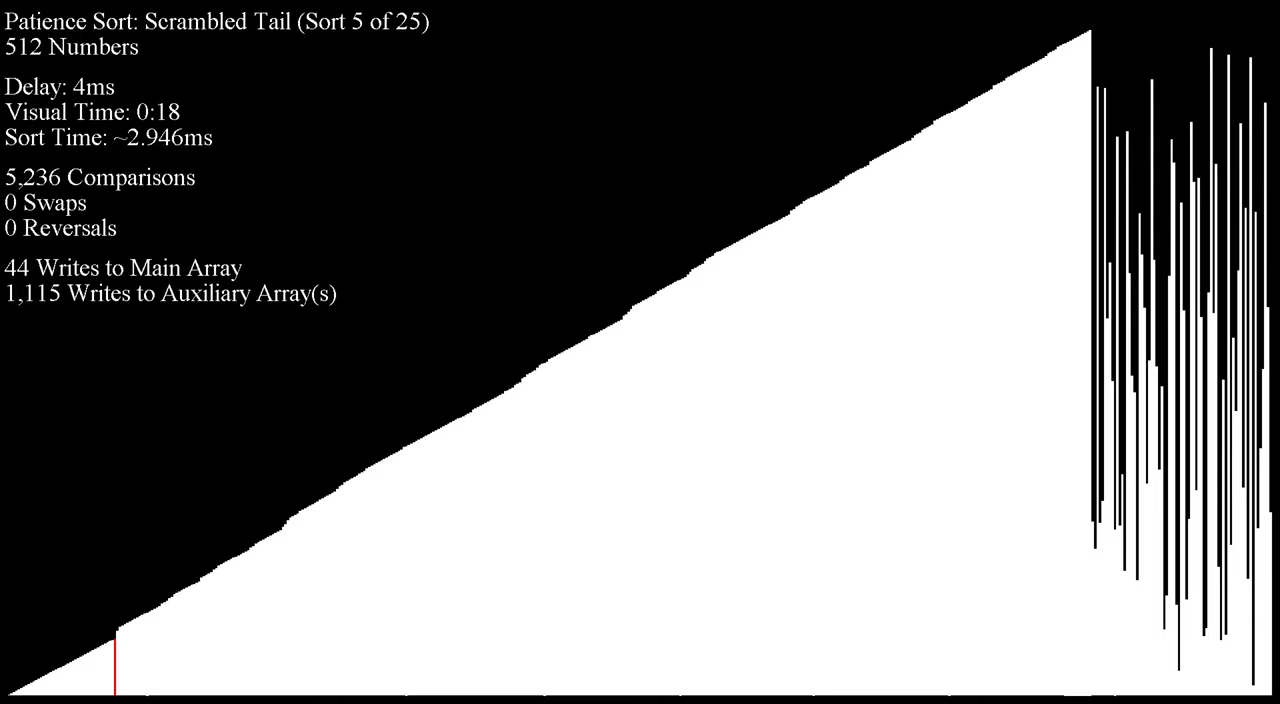 Patience Sort: Scrambled Tail (Sort 5 of 25)
512 Numbers
Delay: 4ms
Visual Time: 0:18
Sort Time: ~2.946ms
5,236 Comparisons
0 Swaps
0 Reversals
44 Writes to Main Array
1,115 Writes to Auxiliary Array(s)